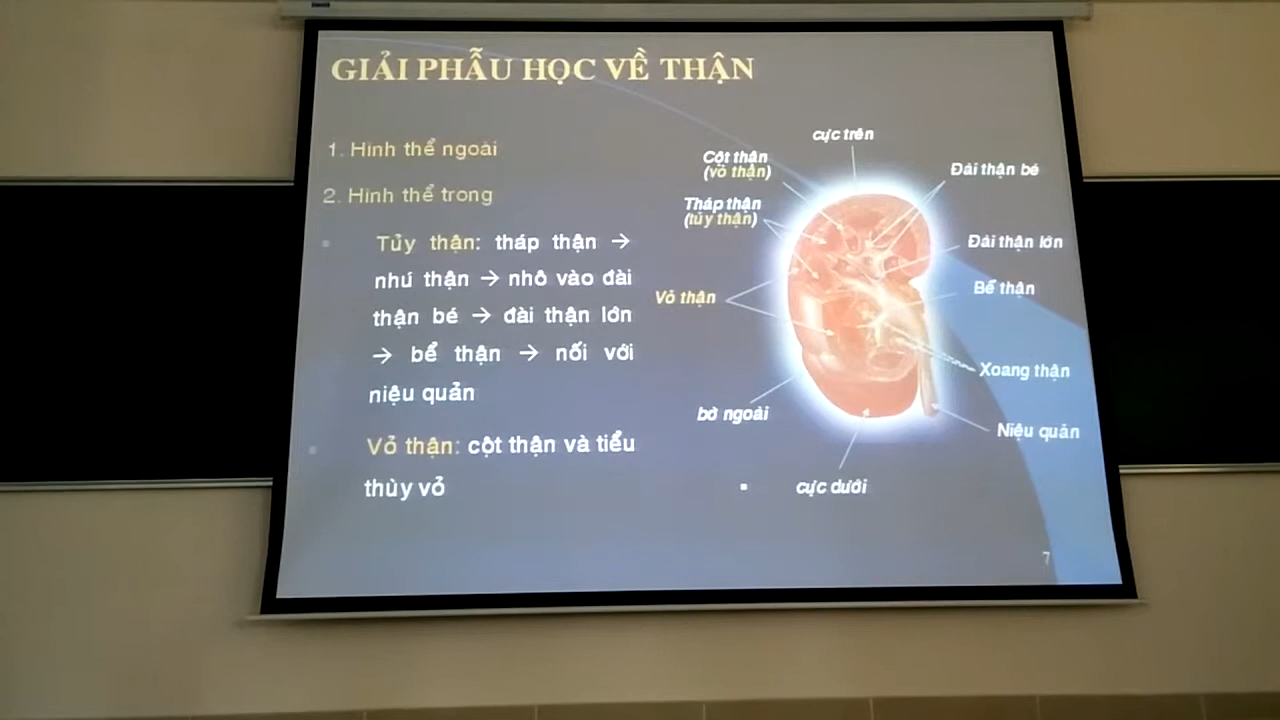 GIẢI PHẪU HỌC VỀ THẬN
1. Hình thể ngoài
2. Hình thể trong
Tủy thận: tháp thận →
nhú thận → nhô vào đài
thận bé → đài thận lớn
→ bể thận → nối với
niệu quản
Vỏ thận: cột thận và tiểu
thùy vỏ
cực trên
Cột thận
(vỏ thận)
Tháp thận
(tủy thận)
Vỏ thận
bờ ngoài
cực dưới
Đài thận bé
Đài thận lớn
Bể thận
Xoang thận
Niệu quản
7